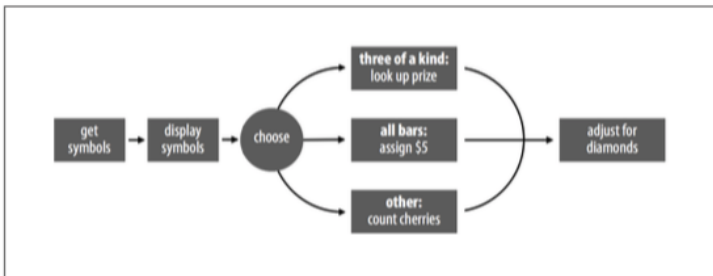 get
symbols
display
symbols
choose
three of a kind:
look up prize
all bars:
assign $5
other:
count cherries
adjust for
diamonds